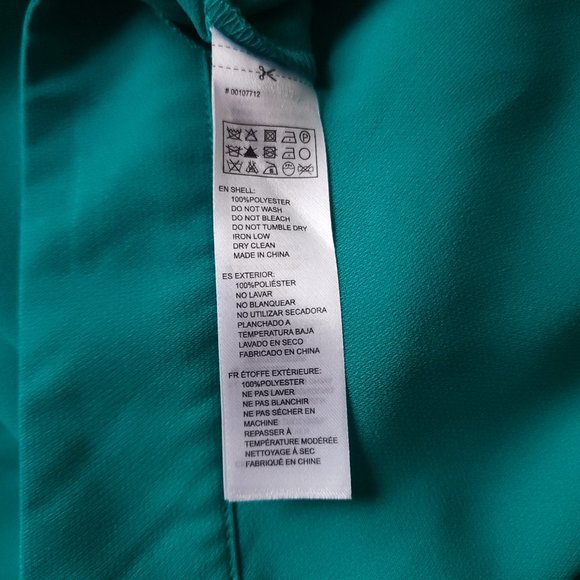 # 00107712
EN SHELL:
100%POLYESTER
DO NOT WASH
DO NOT BLEACH
DO NOT TUMBLE DRY
IRON LOW
DRY CLEAN
MADE IN CHINA
ES EXTERIOR:
100%POLIÉSTER
NO LAVAR
NO BLANQUEAR
NO UTILIZAR SECADORA
PLANCHADO A
TEMPERATURA BAJA
LAVADO EN SECO
FABRICADO EN CHINA
FR ÉTOFFE EXTÉRIEURE:
100%POLYESTER
NE PAS LAVER
NE PAS BLANCHIR
NE PAS SÉCHER EN
MACHINE
REPASSER À
TEMPÉRATURE MODÉRÉE
NETTOYAGE À SEC
FABRIQUÉ EN CHINE